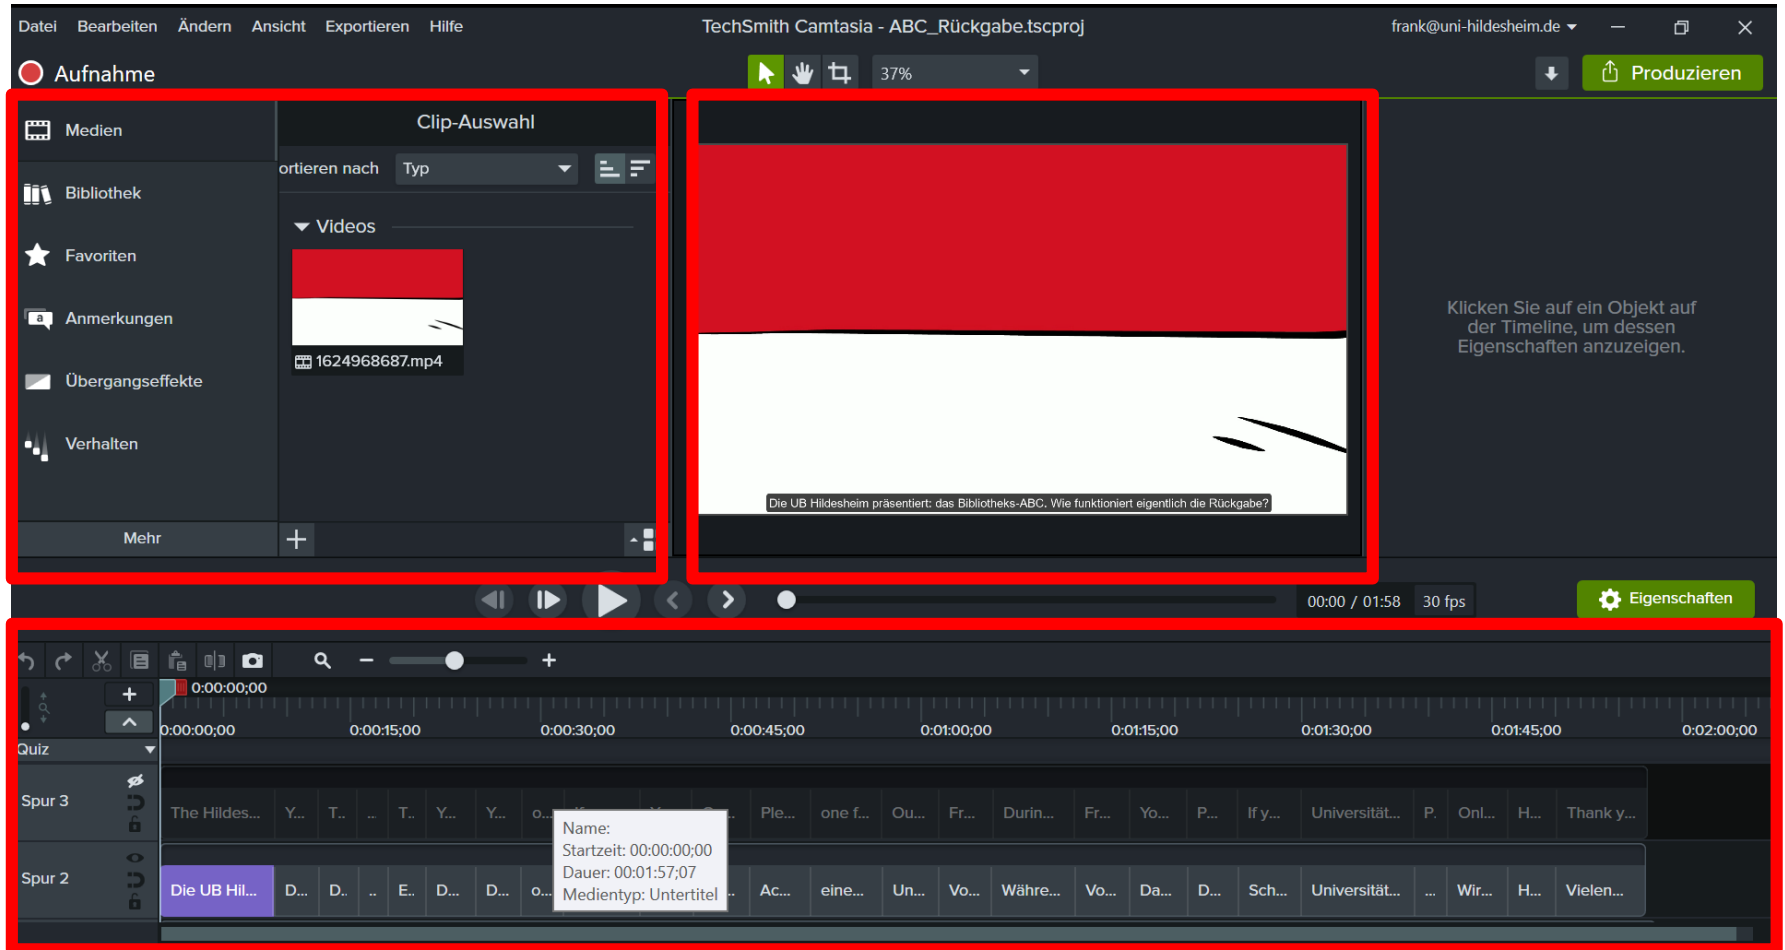 Datei Bearbeiten Ändern Ansicht Exportieren Hilfe TechSmith Camtasia - ABC_Rückgabe.tscproj frank@uni-hildesheim.de
Aufnahme 37% Produzieren
Medien
Bibliothek
Favoriten
Anmerkungen
Übergangseffekte
Verhalten
Mehr
Clip-Auswahl
ortieren nach Typ
Videos
1624968687.mp4
Die UB Hildesheim präsentiert: das Bibliotheks-ABC. Wie funktioniert eigentlich die Rückgabe?
Klicken Sie auf ein Objekt auf
der Timeline, um dessen
Eigenschaften anzuzeigen.
00:00 / 01:58 30 fps Eigenschaften
0:00:00;00
0:00:00;00 0:00:15;00 0:00:30;00 0:00:45;00 0:01:00;00 0:01:15;00 0:01:30;00 0:01:45;00 0:02:00;00
Quiz
Spur 3 The Hildes... Y... T... ... T.. Y... Y... o... Ple... one f... Ou... Fr... Durin... Fr... Yo... P... If y... Universität... P. Onl... H... Thank y...
Name:
Startzeit: 00:00:00;00
Dauer: 00:01:57;07
Medientyp: Untertitel
Spur 2 Die UB Hil... D... D.. .. E.. D... D... o... Ac... eine... Un... Vo... Währe... Vo... Da... D... Sch... Universität... ... Wir... H... Vielen...